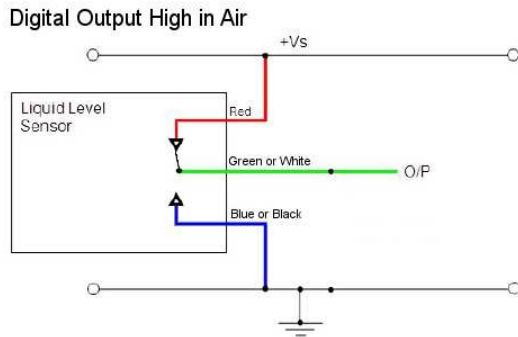 Digital Output High in Air
+Vs
Liquid Level
Sensor
Red
Green or White
O/P
Blue or Black